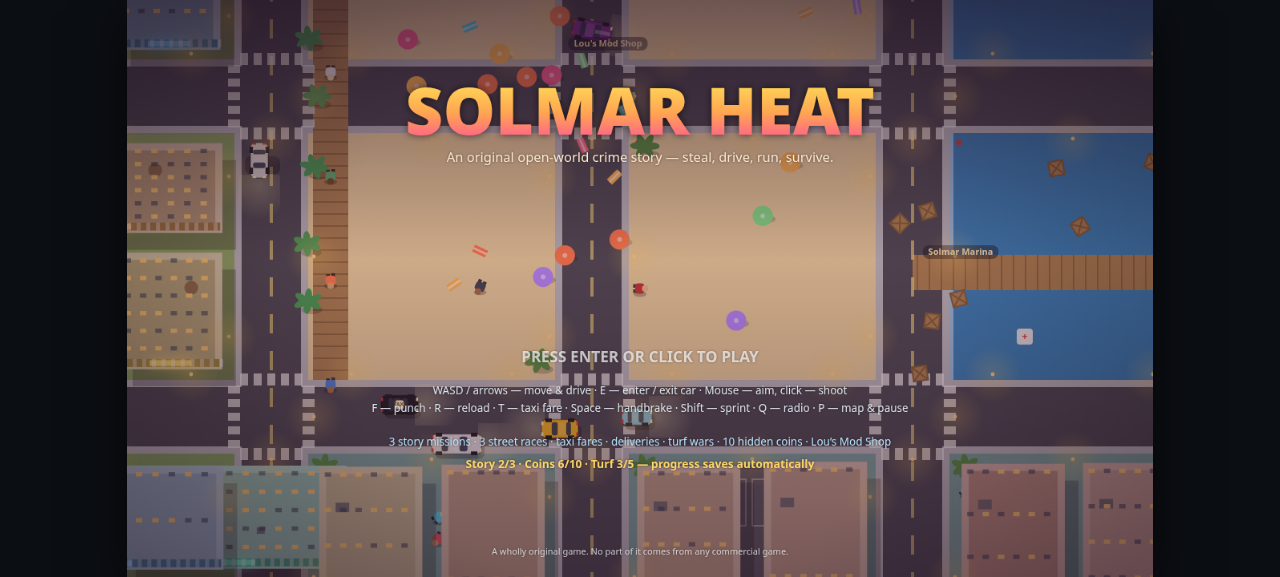 Lou's Mod Shop
SOLMAR HEAT
An original open-world crime story — steal, drive, run, survive.
Solmar Marina
PRESS ENTER OR CLICK TO PLAY
WASD / arrows — move & drive · E — enter / exit car · Mouse — aim, click — shoot
F — punch · R — reload · T — taxi fare · Space — handbrake · Shift — sprint · Q — radio · P — map & pause
3 story missions · 3 street races · taxi fares · deliveries · turf wars · 10 hidden coins · Lou's Mod Shop
Story 2/3 · Coins 6/10 · Turf 3/5 — progress saves automatically
A wholly original game. No part of it comes from any commercial game.